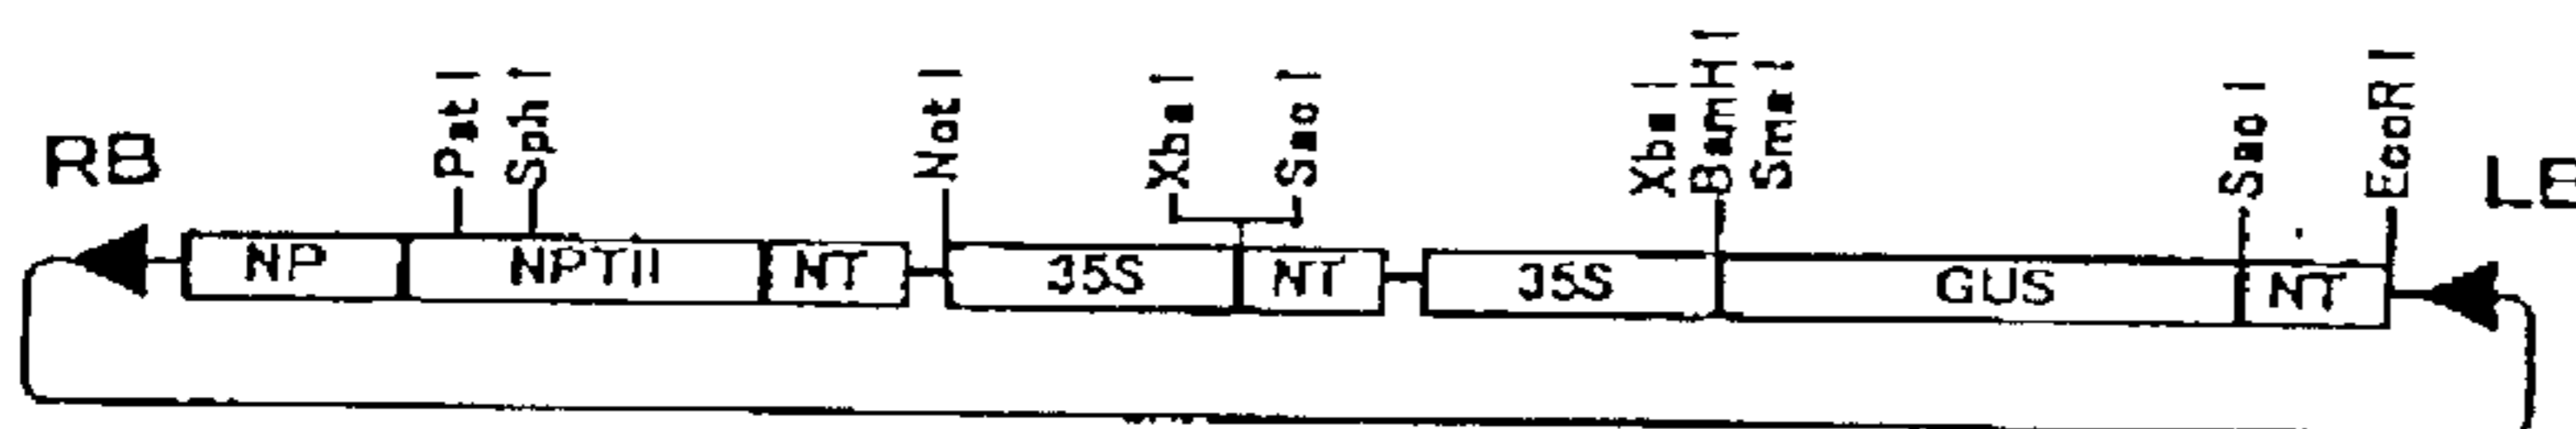 RB
Pst I
Sph I
Not I
Xba I
Sac I
Xba I
BamH I
Sma I
Sac I
EcoR I
LB
NP
NPTII
NT
35S
NT
35S
GUS
NT